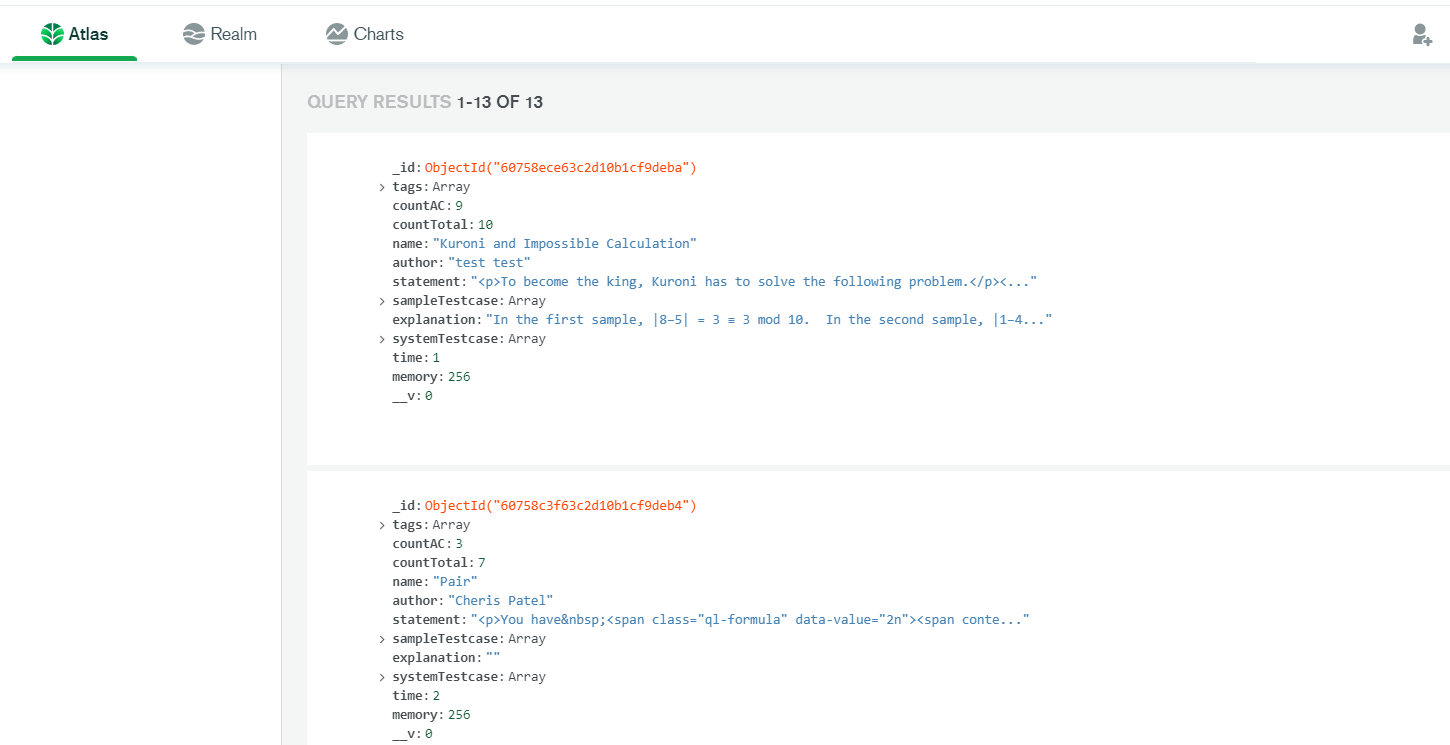 Atlas Realm Charts
QUERY RESULTS 1-13 OF 13
_id: ObjectId("60758ece63c2d10b1cf9deba")
> tags: Array
countAC: 9
countTotal: 10
name: "Kuroni and Impossible Calculation"
author: "test test"
statement: "<p>To become the king, Kuroni has to solve the following problem.</p><..."
> sampleTestcase: Array
explanation: "In the first sample, |8−5| = 3 ≡ 3 mod 10.  In the second sample, |1−4..."
> systemTestcase: Array
time: 1
memory: 256
__v: 0
_id: ObjectId("60758c3f63c2d10b1cf9deb4")
> tags: Array
countAC: 3
countTotal: 7
name: "Pair"
author: "Cheris Patel"
statement: "<p>You have&nbsp;<span class="ql-formula" data-value="2n"><span conte..."
> sampleTestcase: Array
explanation: ""
> systemTestcase: Array
time: 2
memory: 256
__v: 0